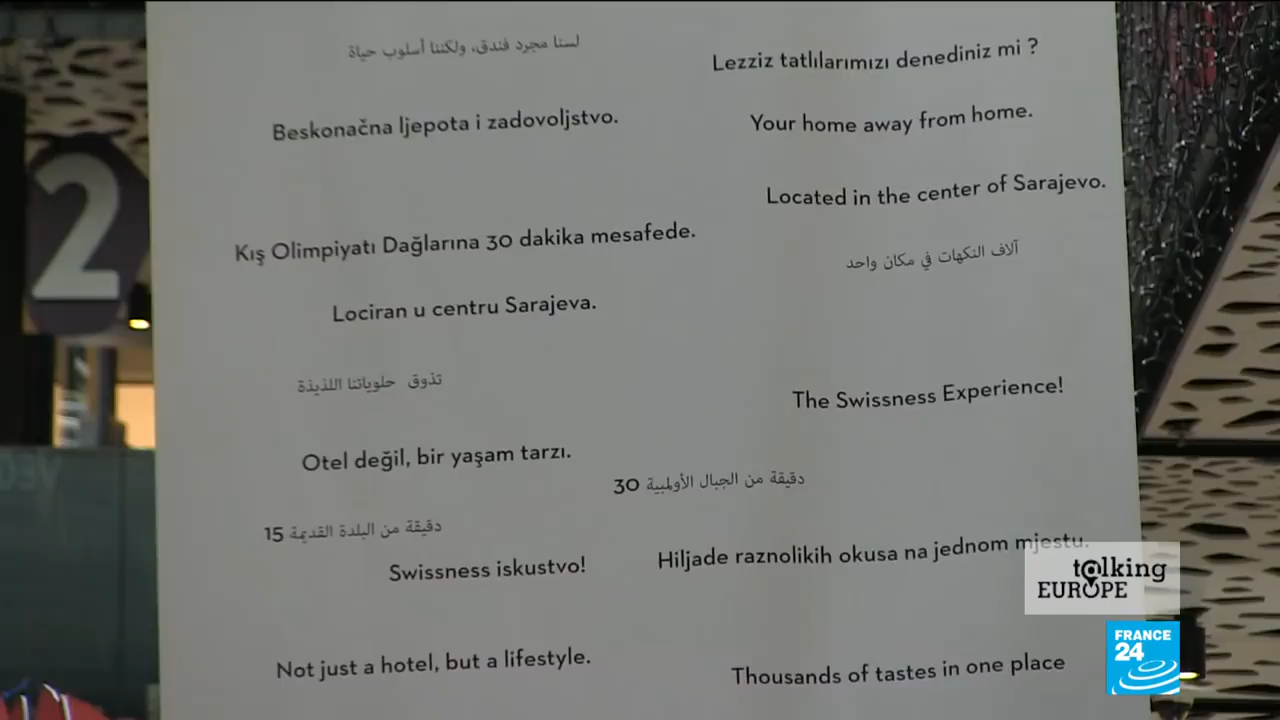 لسنا مجرد فندق، ولكننا أسلوب حياة
Lezziz tatlılarımızı denediniz mi ?
Beskonačna ljepota i zadovoljstvo.
Your home away from home.
Located in the center of Sarajevo.
Kış Olimpiyatı Dağlarına 30 dakika mesafede.
آلاف النكهات في مكان واحد
Lociran u centru Sarajeva.
تذوق حلوياتنا اللذيذة
The Swissness Experience!
Otel değil, bir yaşam tarzı.
30 دقيقة من الجبال الأولمبية
15 دقيقة من البلدة القديمة
Swissness iskustvo!
Hiljade raznolikih okusa na jednom mjestu.
Not just a hotel, but a lifestyle.
Thousands of tastes in one place
2
talking
EUROPE
FRANCE
24